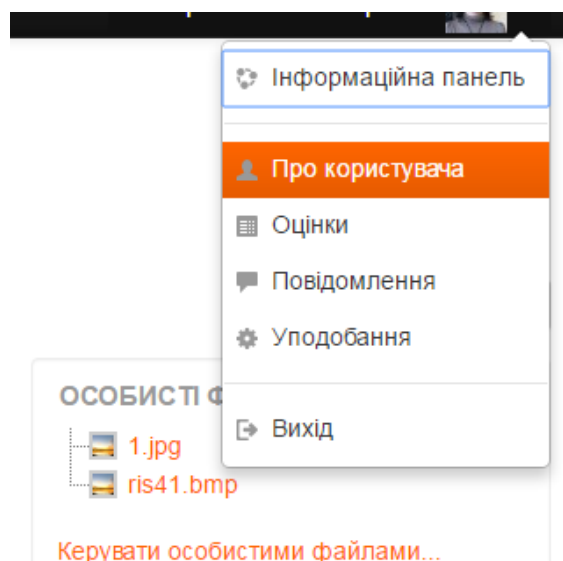 Інформаційна панель
Про користувача
Оцінки
Повідомлення
Уподобання
Вихід
ОСОБИСТІ
1.jpg
ris41.bmp
Керувати особистими файлами...